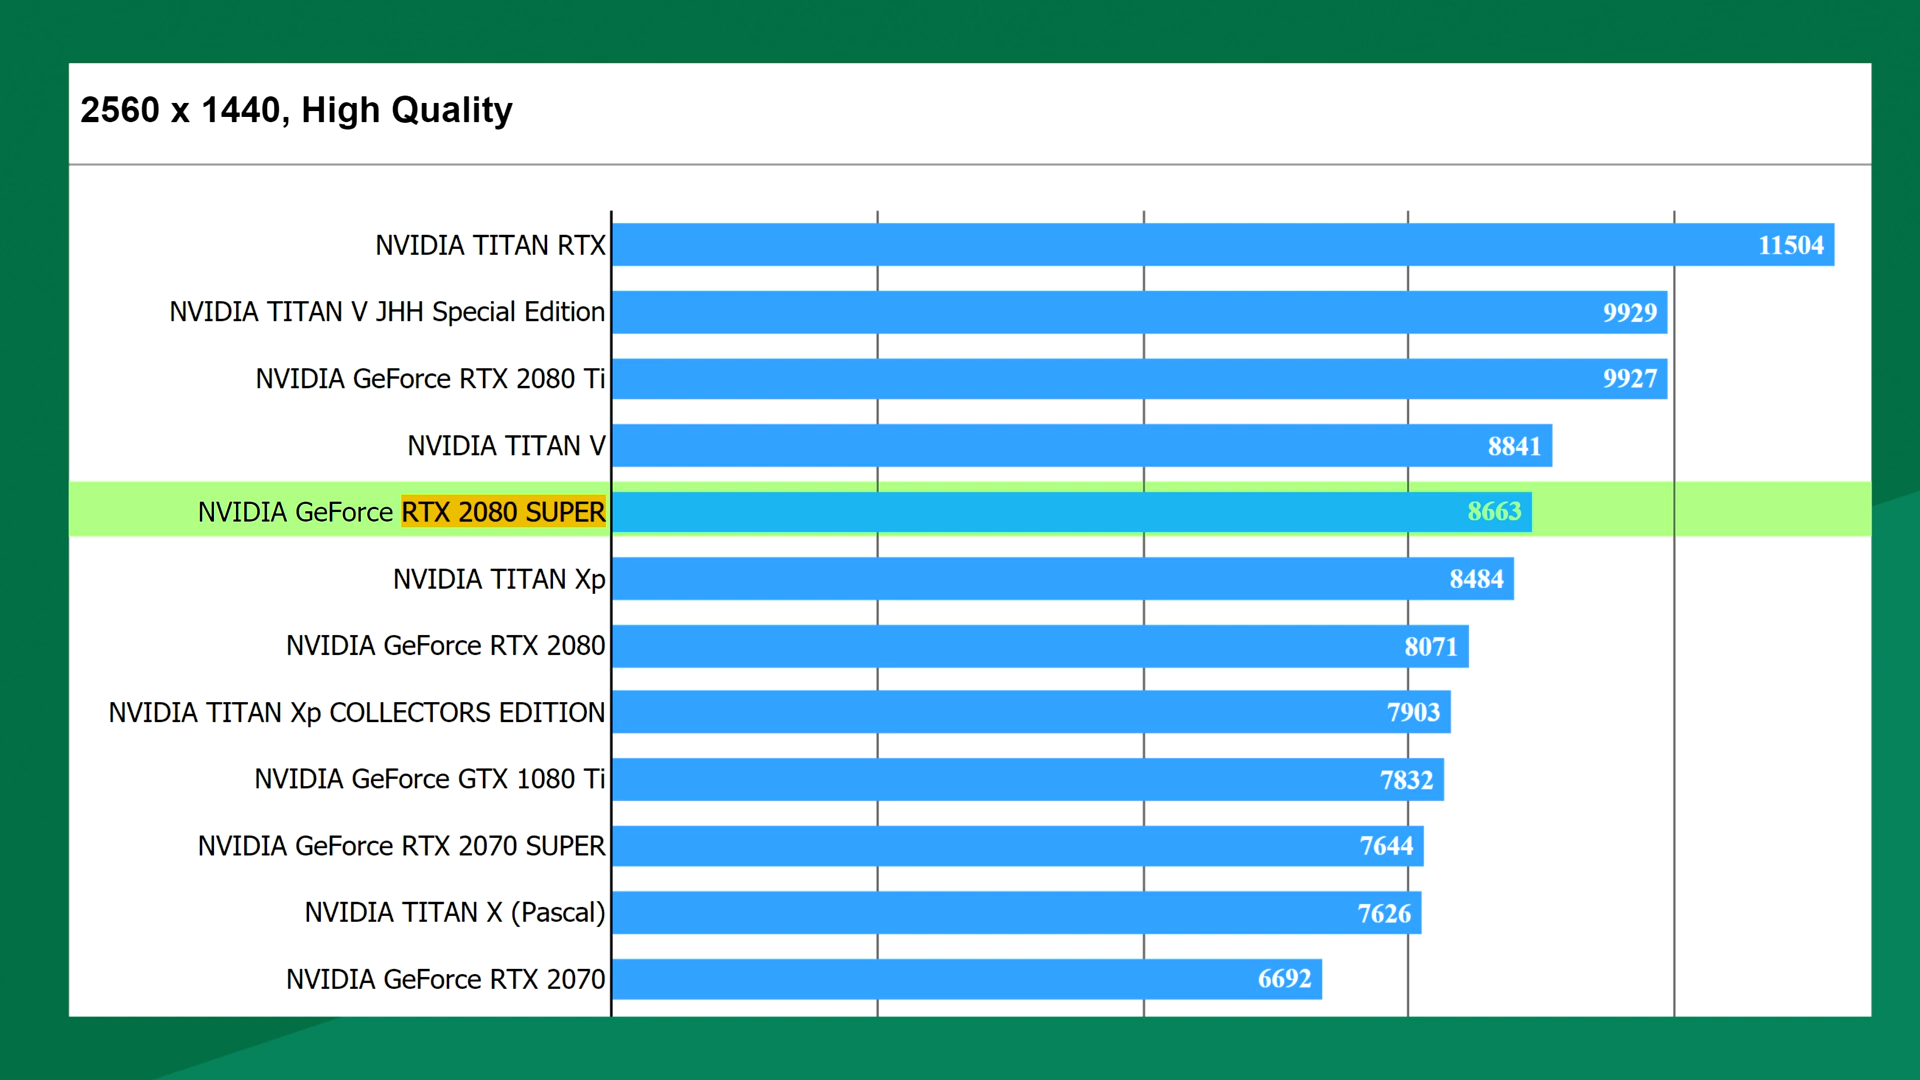 2560 x 1440, High Quality
NVIDIA TITAN RTX 11504
NVIDIA TITAN V JHH Special Edition 9929
NVIDIA GeForce RTX 2080 Ti 9927
NVIDIA TITAN V 8841
NVIDIA GeForce RTX 2080 SUPER 8663
NVIDIA TITAN Xp 8484
NVIDIA GeForce RTX 2080 8071
NVIDIA TITAN Xp COLLECTORS EDITION 7903
NVIDIA GeForce GTX 1080 Ti 7832
NVIDIA GeForce RTX 2070 SUPER 7644
NVIDIA TITAN X (Pascal) 7626
NVIDIA GeForce RTX 2070 6692